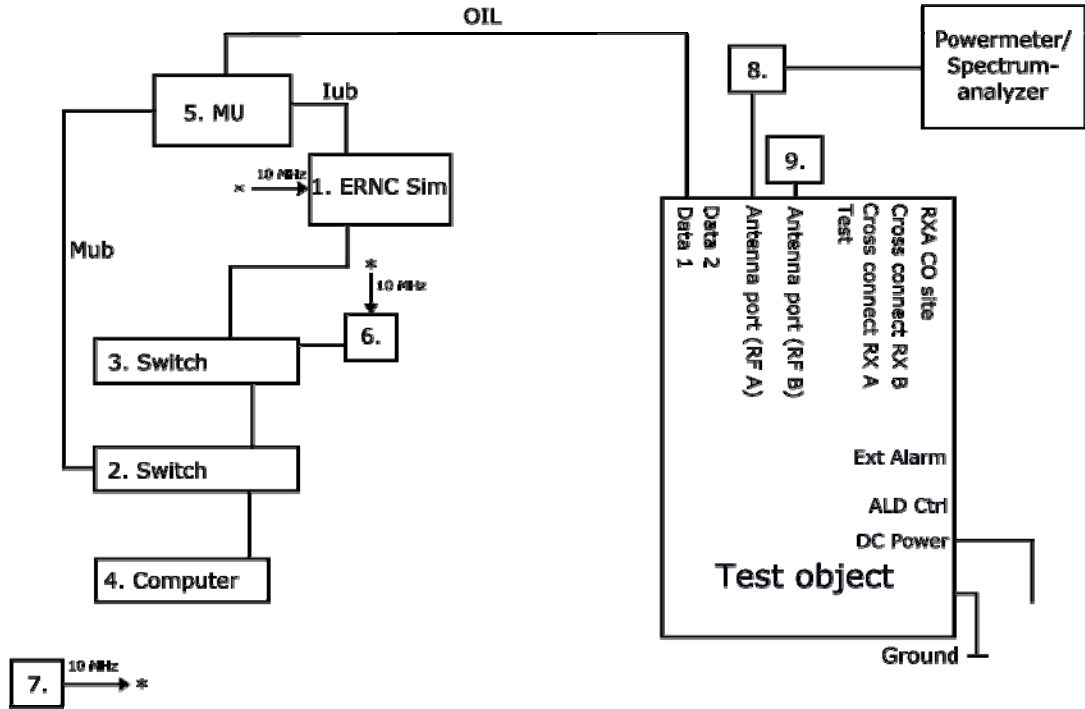 OIL
Powermeter/
Spectrum-
analyzer
8.
5. MU
Iub
9.
10 MHz
* 1. ERNC Sim
Mub
*
10 MHz
6.
3. Switch
2. Switch
4. Computer
7.
10 MHz
*
Data 1
Data 2
Antenna port (RF A)
Antenna port (RF B)
Test
Cross connect RX A
Cross connect RX B
RXA CO site
Ext Alarm
ALD Ctrl
DC Power
Test object
Ground